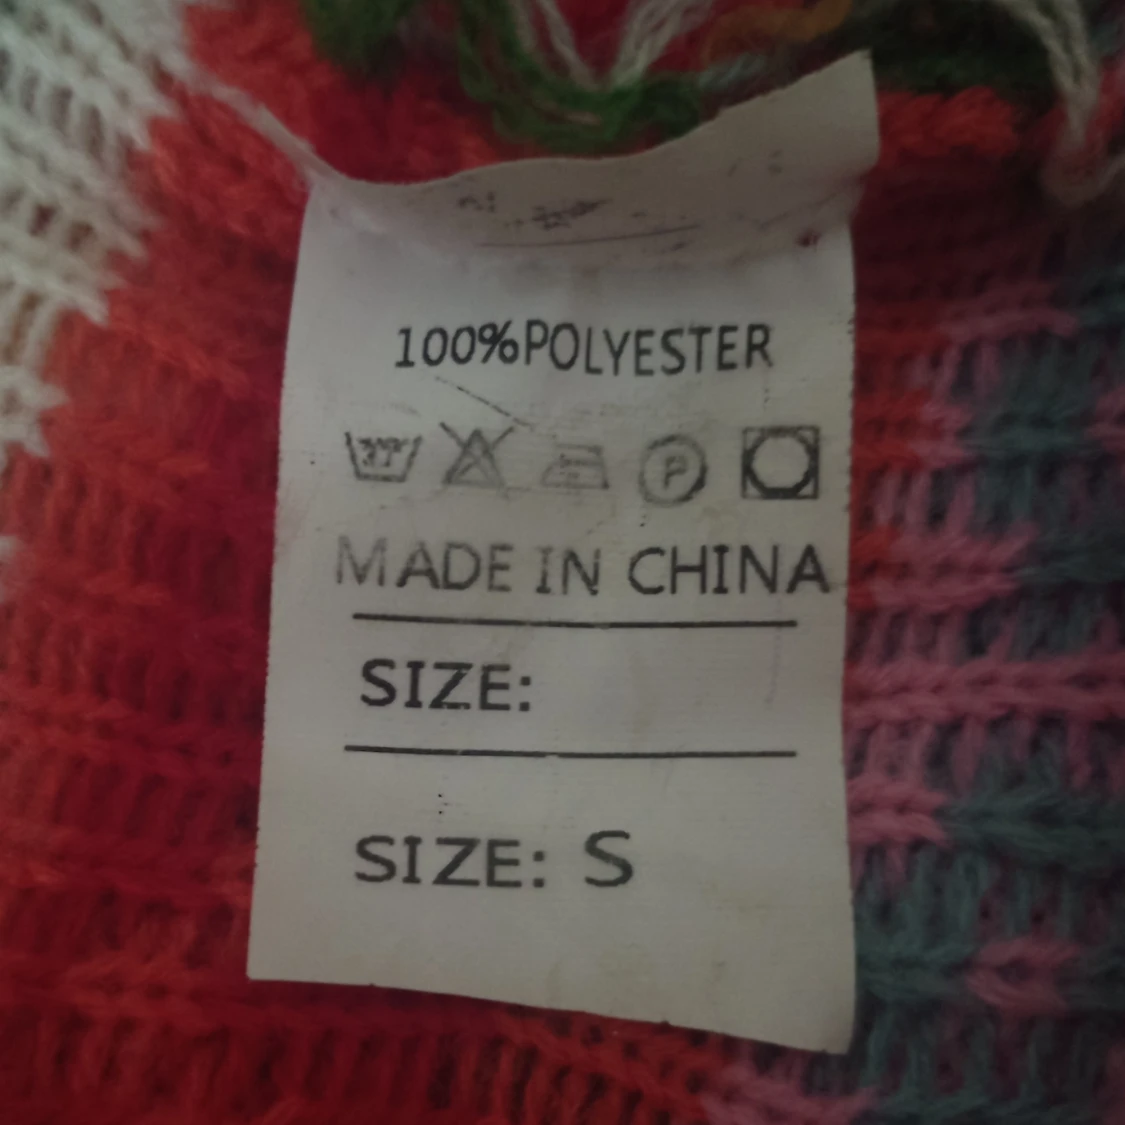 100%POLYESTER
P
MADE IN CHINA
SIZE:
SIZE: S